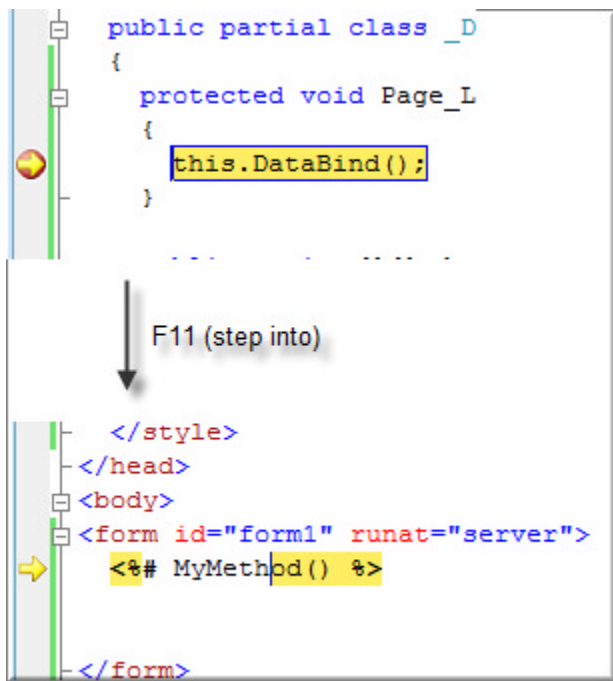 public partial class _D
{
protected void Page_L
{
this.DataBind();
}
F11 (step into)
</style>
</head>
<body>
<form id="form1" runat="server">
<%# MyMethod() %>
</form>